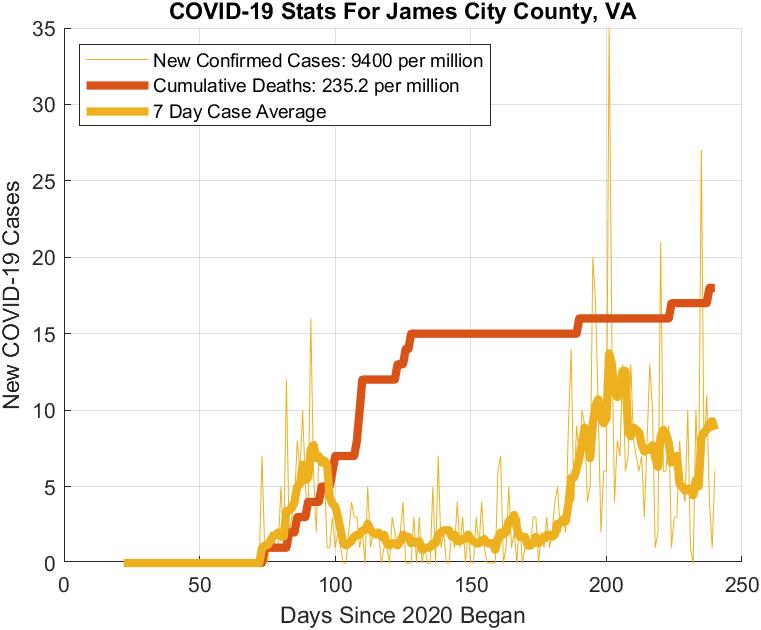 COVID-19 Stats For James City County, VA
New Confirmed Cases: 9400 per million
Cumulative Deaths: 235.2 per million
7 Day Case Average
New COVID-19 Cases
35
30
25
20
15
10
5
0
0 50 100 150 200 250
Days Since 2020 Began